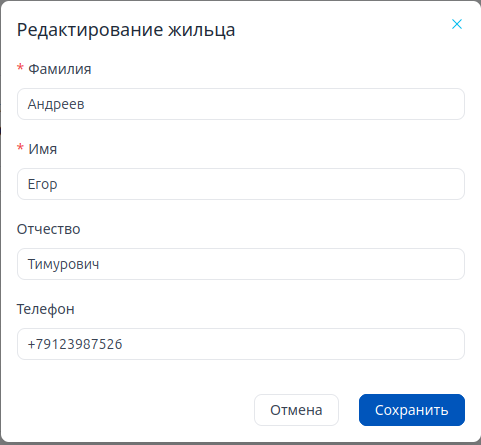 Редактирование жильца
* Фамилия
Андреев
* Имя
Егор
Отчество
Тимурович
Телефон
+79123987526
Отмена
Сохранить